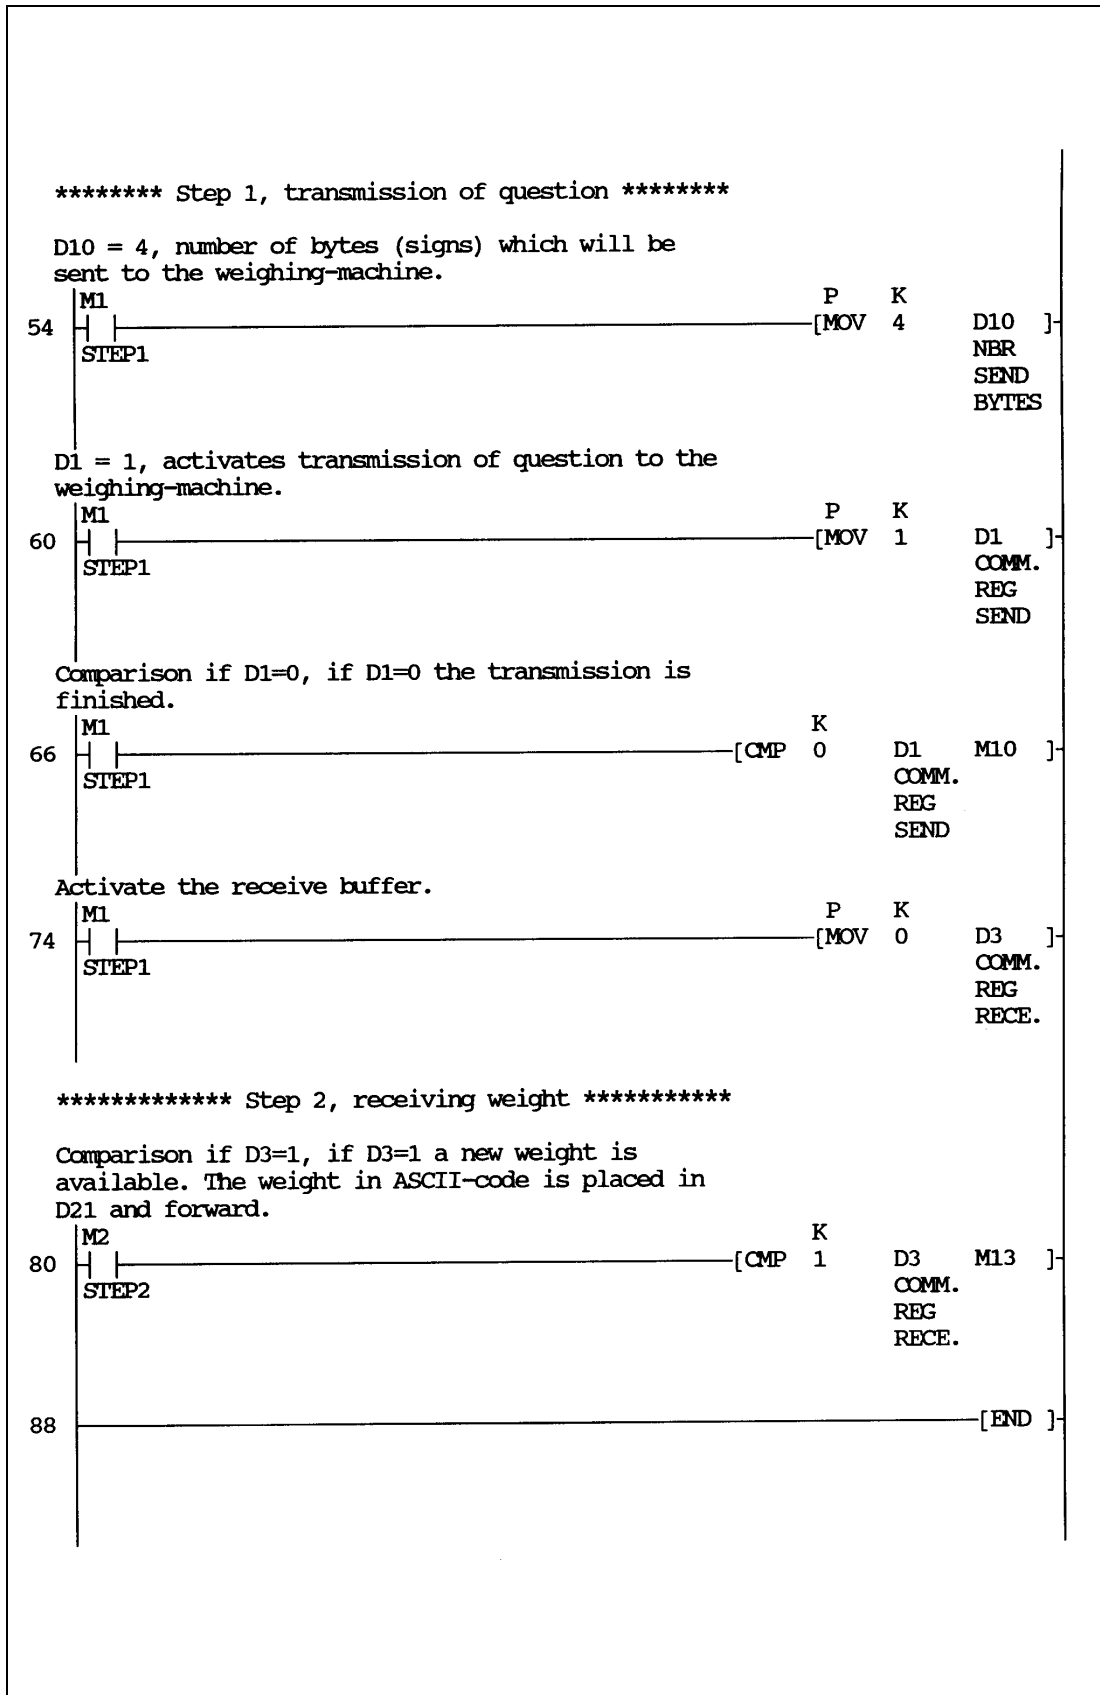 ******** Step 1, transmission of question ********
D10 = 4, number of bytes (signs) which will be
sent to the weighing-machine.
M1 P K
54 [MOV 4 D10 ]
STEP1 NBR
SEND
BYTES
D1 = 1, activates transmission of question to the
weighing-machine.
M1 P K
60 [MOV 1 D1 ]
STEP1 COMM.
REG
SEND
Comparison if D1=0, if D1=0 the transmission is
finished.
M1 K
66 [CMP 0 D1 M10 ]
STEP1 COMM.
REG
SEND
Activate the receive buffer.
M1 P K
74 [MOV 0 D3 ]
STEP1 COMM.
REG
RECE.
************* Step 2, receiving weight ***********
Comparison if D3=1, if D3=1 a new weight is
available. The weight in ASCII-code is placed in
D21 and forward.
M2 K
80 [CMP 1 D3 M13 ]
STEP2 COMM.
REG
RECE.
88 [END ]